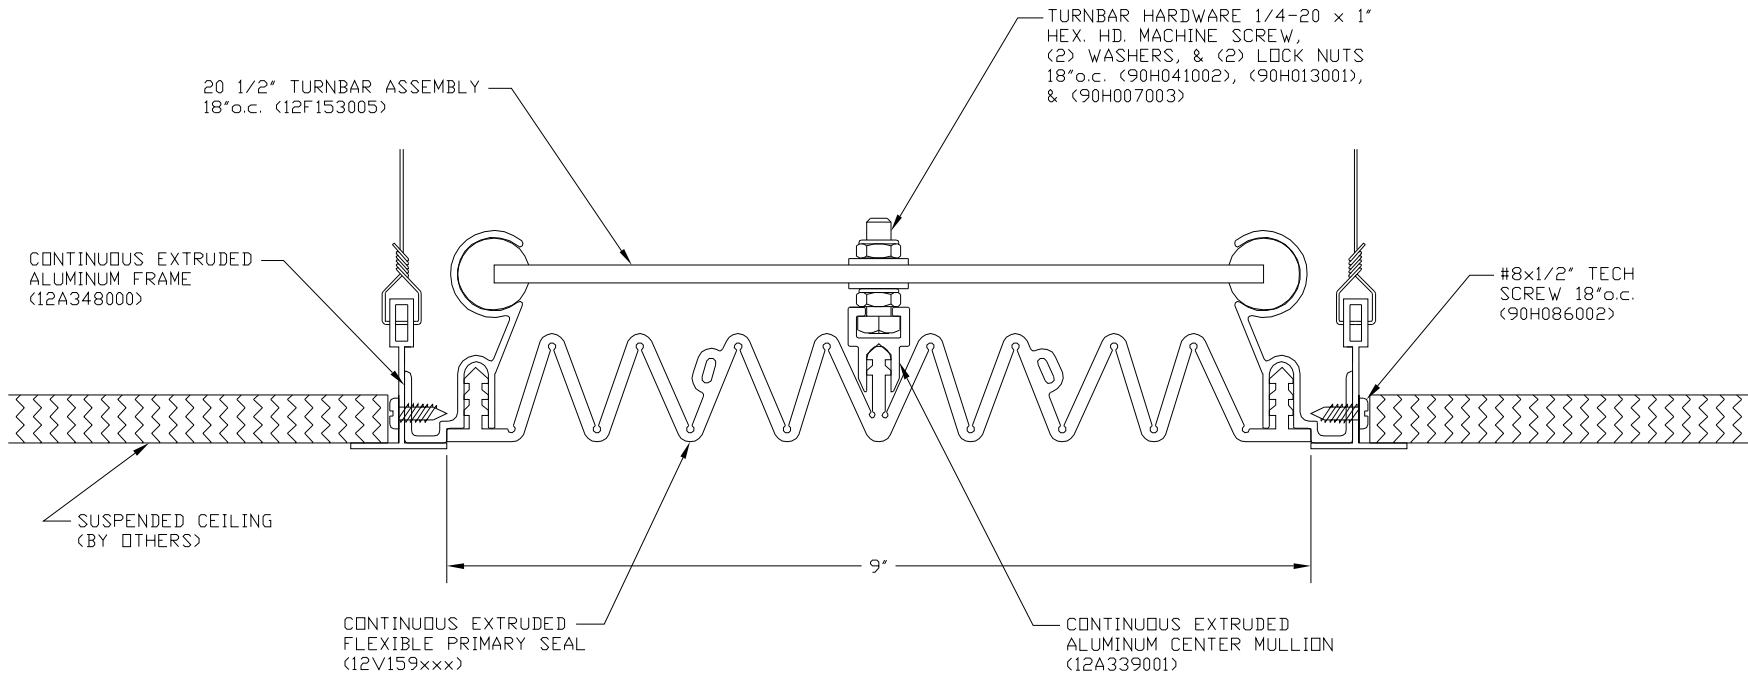 TURNBAR HARDWARE 1/4-20 x 1"
HEX. HD. MACHINE SCREW,
(2) WASHERS, & (2) LOCK NUTS
18"o.c. (90H041002), (90H013001),
& (90H007003)
20 1/2" TURNBAR ASSEMBLY
18"o.c. (12F153005)
CONTINUOUS EXTRUDED
ALUMINUM FRAME
(12A348000)
#8x1/2" TECH
SCREW 18"o.c.
(90H086002)
SUSPENDED CEILING
(BY OTHERS)
9"
CONTINUOUS EXTRUDED
FLEXIBLE PRIMARY SEAL
(12V159xxx)
CONTINUOUS EXTRUDED
ALUMINUM CENTER MULLION
(12A339001)